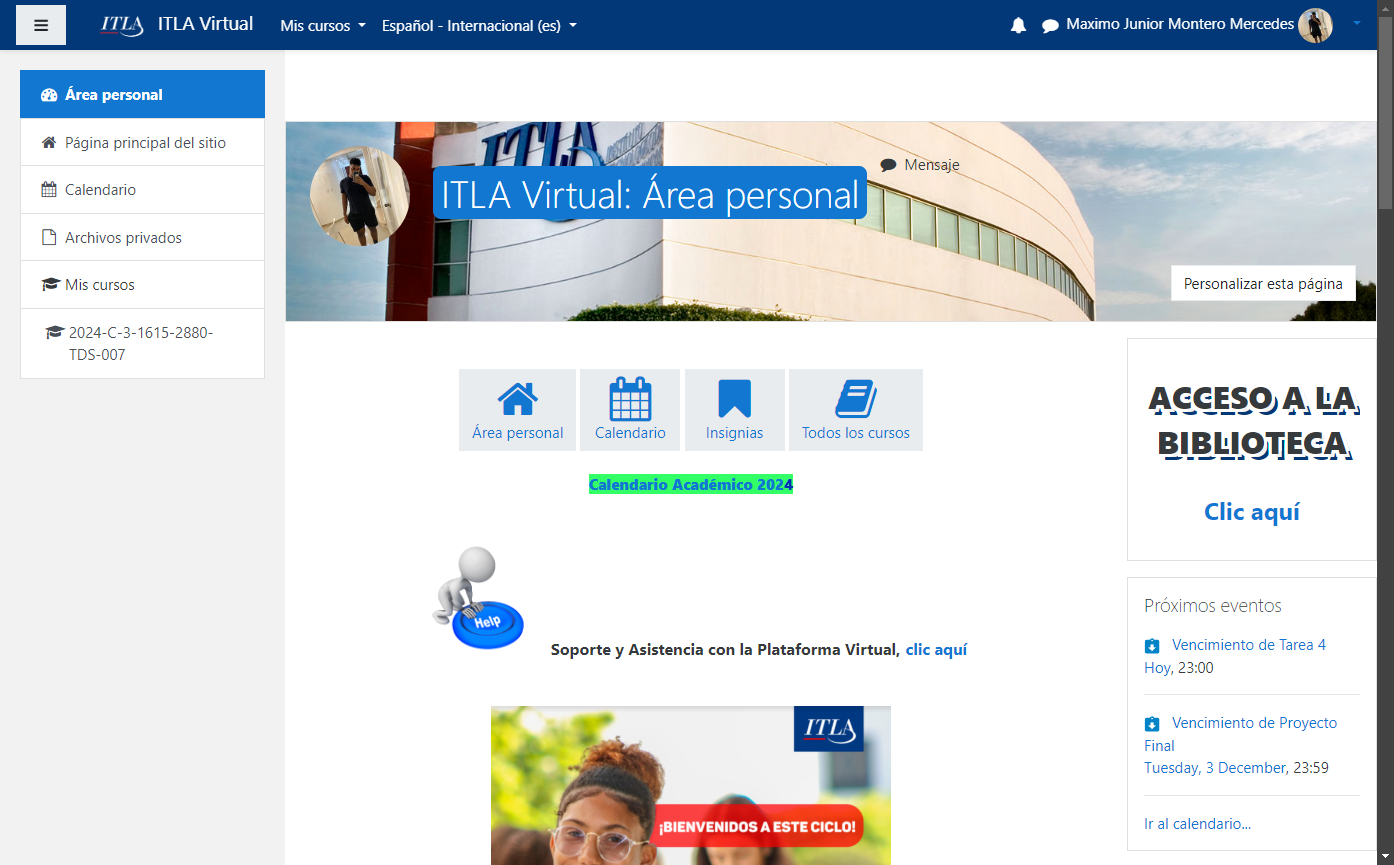 ITLA
ITLA Virtual
Mis cursos
Español - Internacional (es)
Maximo Junior Montero Mercedes
Área personal
Página principal del sitio
Calendario
Archivos privados
Mis cursos
2024-C-3-1615-2880-
TDS-007
ITLA
ITLA Virtual: Área personal
Mensaje
Personalizar esta página
Área personal
Calendario
Insignias
Todos los cursos
Calendario Académico 2024
Help
Soporte y Asistencia con la Plataforma Virtual, clic aquí
ITLA
¡BIENVENIDOS A ESTE CICLO!
ACCESO A LA
BIBLIOTECA
Clic aquí
Próximos eventos
Vencimiento de Tarea 4
Hoy, 23:00
Vencimiento de Proyecto
Final
Tuesday, 3 December, 23:59
Ir al calendario...